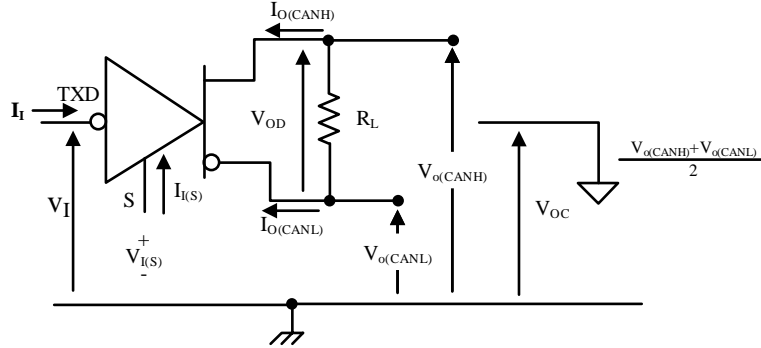 I_O(CANH)
TXD
I_I
V_OD
R_L
V_o(CANH)+V_o(CANL)
2
V_o(CANH)
S
I_I(S)
V_I
V_OC
I_O(CANL)
+
V_I(S)
-
V_o(CANL)